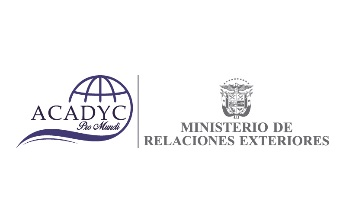 ACADYC
Pro Mundi
MINISTERIO DE
RELACIONES EXTERIORES